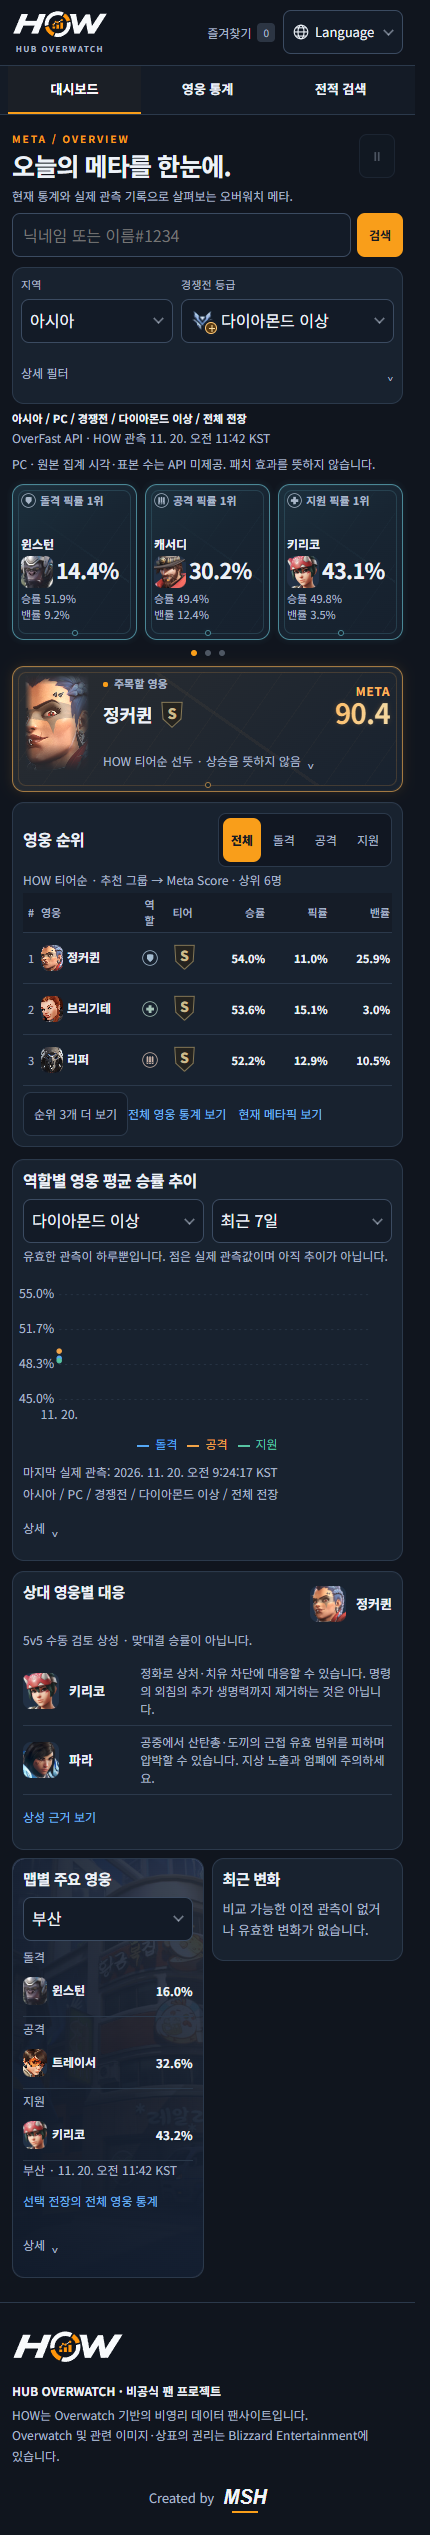 HOW
HUB OVERWATCH
즐겨찾기 0
Language
대시보드 영웅 통계 전적 검색
META / OVERVIEW
오늘의 메타를 한눈에.
현재 통계와 실제 관측 기록으로 살펴보는 오버워치 메타.
닉네임 또는 이름#1234 검색
지역 경쟁전 등급
아시아 다이아몬드 이상
상세 필터
아시아 / PC / 경쟁전 / 다이아몬드 이상 / 전체 전장
OverFast API · HOW 관측 11. 20. 오전 11:42 KST
PC · 원본 집계 시각·표본 수는 API 미제공. 패치 효과를 뜻하지 않습니다.
돌격 픽률 1위 공격 픽률 1위 지원 픽률 1위
윈스턴 캐서디 키리코
14.4% 30.2% 43.1%
승률 51.9% 승률 49.4% 승률 49.8%
밴률 9.2% 밴률 12.4% 밴률 3.5%
주목할 영웅
정커퀸 S
META
90.4
HOW 티어순 선두 · 상승을 뜻하지 않음
영웅 순위
전체 돌격 공격 지원
HOW 티어순 · 추천 그룹 → Meta Score · 상위 6명
# 영웅 역할 티어 승률 픽률 밴률
1 정커퀸 S 54.0% 11.0% 25.9%
2 브리기테 S 53.6% 15.1% 3.0%
3 리퍼 S 52.2% 12.9% 10.5%
순위 3개 더 보기 전체 영웅 통계 보기 현재 메타픽 보기
역할별 영웅 평균 승률 추이
다이아몬드 이상 최근 7일
유효한 관측이 하루뿐입니다. 점은 실제 관측값이며 아직 추이가 아닙니다.
55.0%
51.7%
48.3%
45.0%
11. 20.
돌격 공격 지원
마지막 실제 관측: 2026. 11. 20. 오전 9:24:17 KST
아시아 / PC / 경쟁전 / 다이아몬드 이상 / 전체 전장
상세
상대 영웅별 대응
정커퀸
5v5 수동 검토 상성 · 맞대결 승률이 아닙니다.
키리코
정화로 상처·치유 차단에 대응할 수 있습니다. 명령
의 외침의 추가 생명력까지 제거하는 것은 아닙니
다.
파라
공중에서 산탄총·도끼의 근접 유효 범위를 피하며
압박할 수 있습니다. 지상 노출과 엄폐에 주의하세
요.
상성 근거 보기
맵별 주요 영웅
부산
돌격
윈스턴 16.0%
공격
트레이서 32.6%
지원
키리코 43.2%
부산 · 11. 20. 오전 11:42 KST
선택 전장의 전체 영웅 통계
상세
최근 변화
비교 가능한 이전 관측이 없거
나 유효한 변화가 없습니다.
HOW
HUB OVERWATCH · 비공식 팬 프로젝트
HOW는 Overwatch 기반의 비영리 데이터 팬사이트입니다.
Overwatch 및 관련 이미지·상표의 권리는 Blizzard Entertainment에
있습니다.
Created by MSH